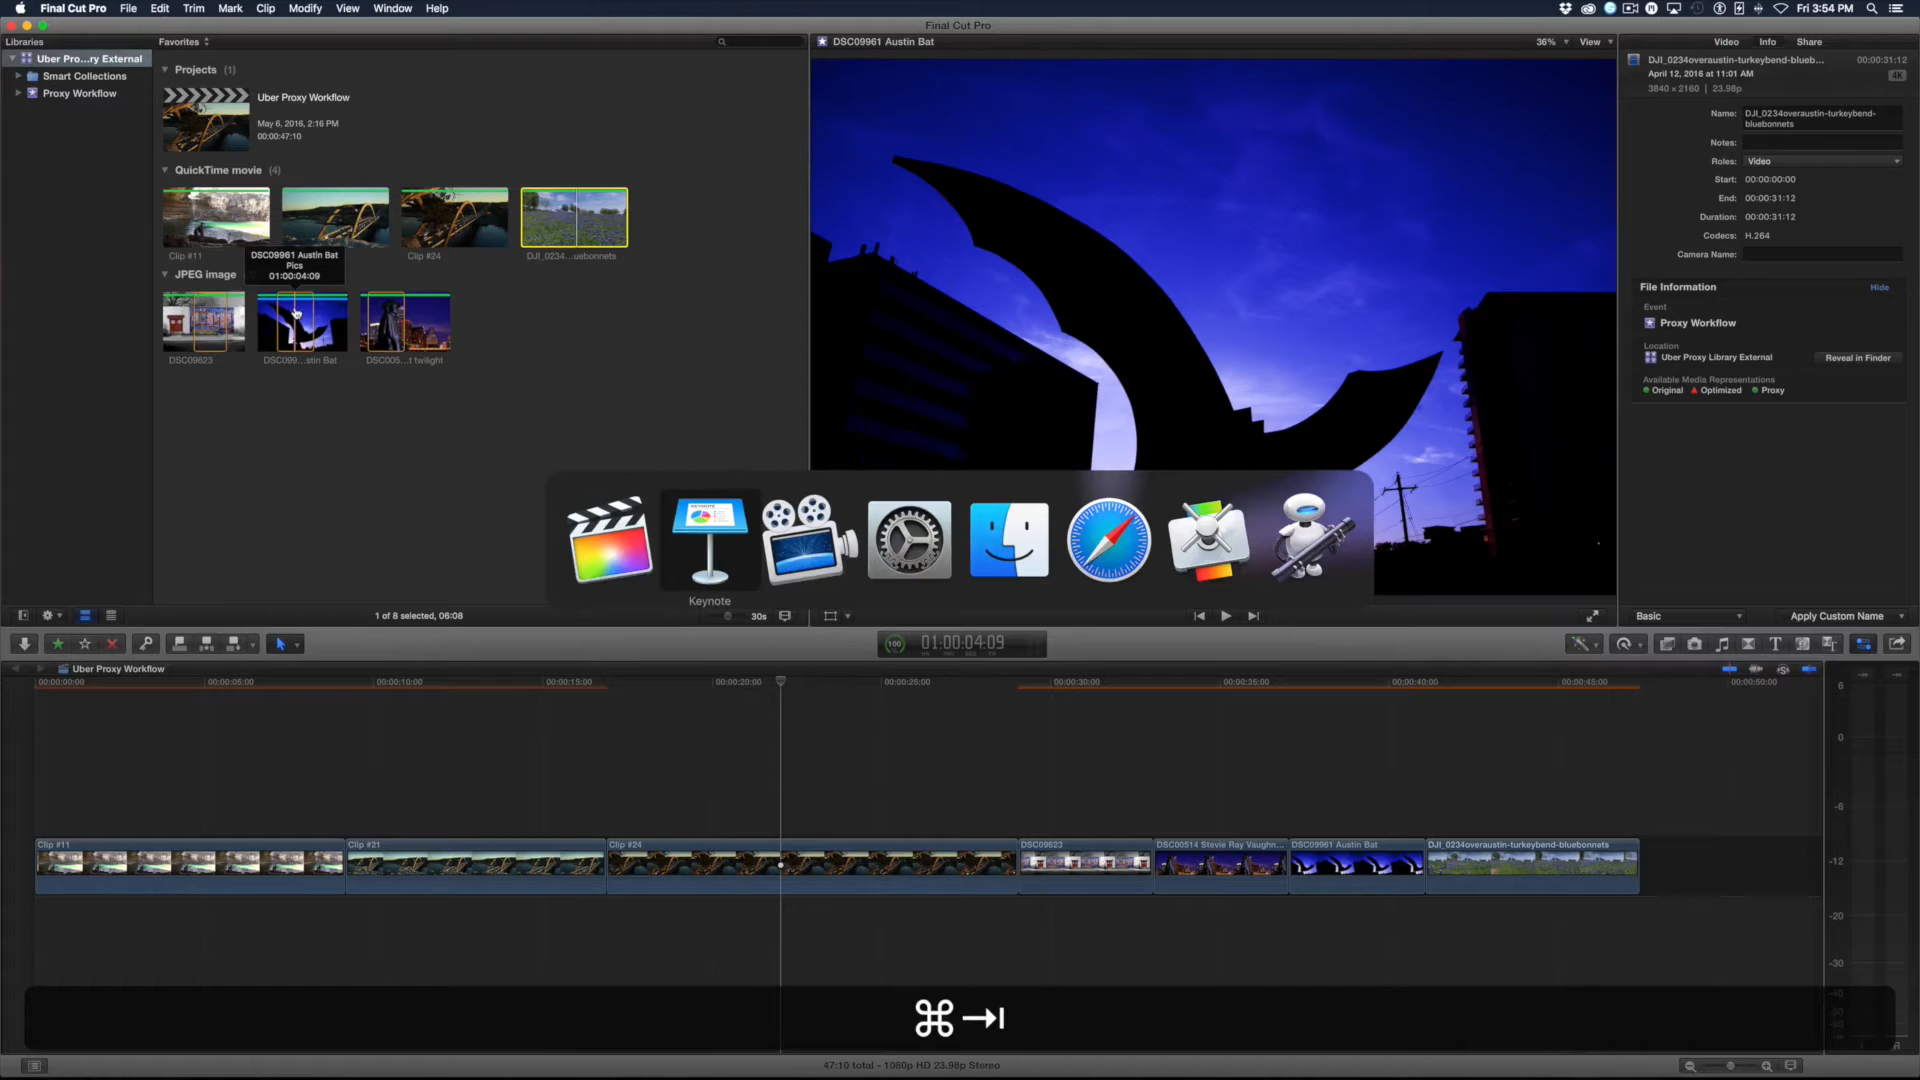 Final Cut Pro File Edit Trim Mark Clip Modify View Window Help
Fri 3:54 PM
Final Cut Pro
Libraries
Favorites
DSC09961 Austin Bat
36% View
Video Info Share
Uber Pro...ry External
Smart Collections
Proxy Workflow
Projects (1)
Uber Proxy Workflow
May 6, 2016, 2:16 PM
00:00:47:10
QuickTime movie (4)
Clip #11
Clip #24
DJI_0234...uebonnets
DSC09961 Austin Bat
Pics
01:00:04:09
JPEG image
DSC09623
DSC099...stin Bat
DSC005...t twilight
DJI_0234overaustin-turkeybend-blueb...
00:00:31:12
April 12, 2016 at 11:01 AM
4K
3840 × 2160 | 23.98p
Name: DJI_0234overaustin-turkeybend-
bluebonnets
Notes:
Roles: Video
Start: 00:00:00:00
End: 00:00:31:12
Duration: 00:00:31:12
Codecs: H.264
Camera Name:
File Information Hide
Event
Proxy Workflow
Location
Uber Proxy Library External Reveal in Finder
Available Media Representations
Original Optimized Proxy
KEYNOTE
Keynote
1 of 8 selected, 06:08
30s
Basic
Apply Custom Name
100 01:00:04:09
HR MIN SEC FR
Uber Proxy Workflow
00:00:00:00 00:00:05:00 00:00:10:00 00:00:15:00 00:00:20:00 00:00:25:00 00:00:30:00 00:00:35:00 00:00:40:00 00:00:45:00 00:00:50:00
6
0
-6
-12
-20
-30
Clip #11 Clip #21 Clip #24 DSC09623 DSC00514 Stevie Ray Vaughn... DSC09961 Austin Bat DJI_0234overaustin-turkeybend-bluebonnets
⌘⇥
47:10 total - 1080p HD 23.98p Stereo